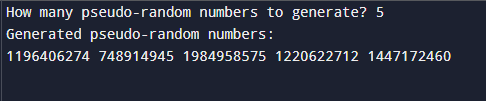 How many pseudo-random numbers to generate? 5
Generated pseudo-random numbers:
1196406274 748914945 1984958575 1220622712 1447172460